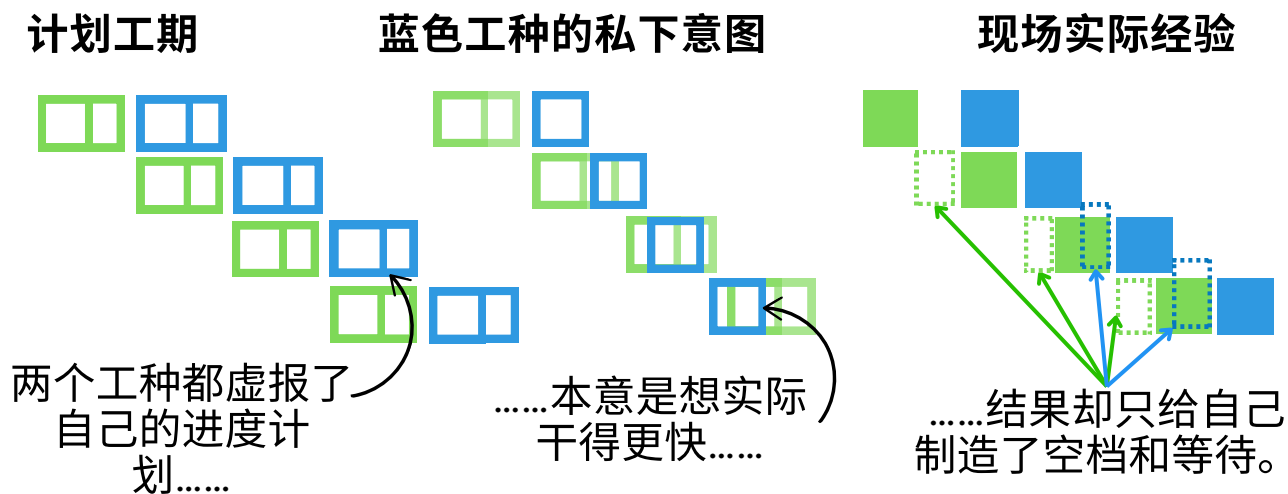 计划工期
蓝色工种的私下意图
现场实际经验
两个工种都虚报了
自己的进度计
划……
……本意是想实际
干得更快……
……结果却只给自己
制造了空档和等待。